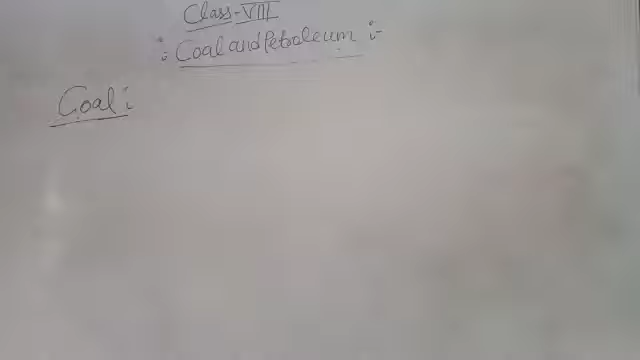 Class-VIII
:Coal and Petroleum:-
Coal: